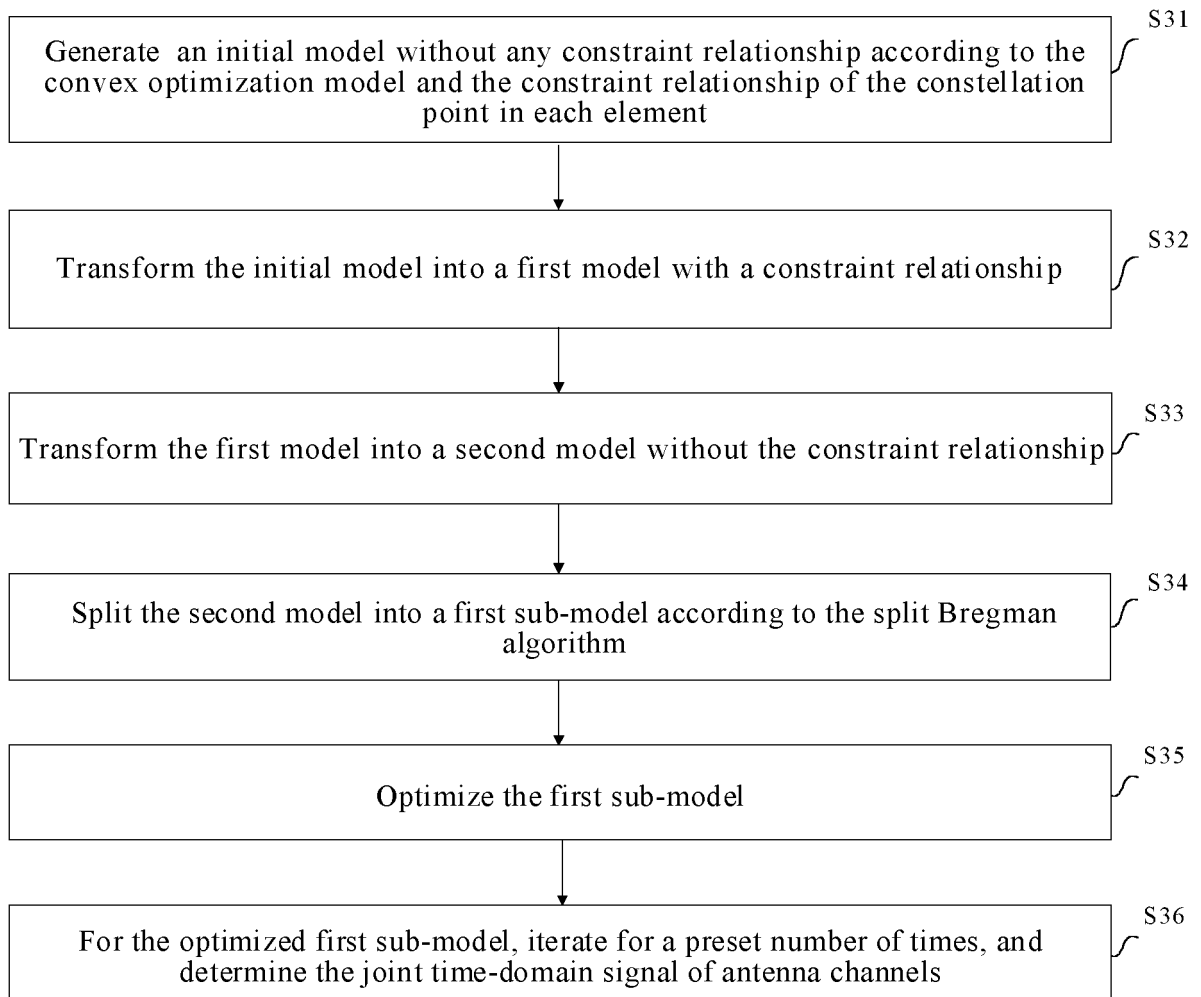 S31
Generate an initial model without any constraint relationship according to the
convex optimization model and the constraint relationship of the constellation
point in each element
S32
Transform the initial model into a first model with a constraint relationship
S33
Transform the first model into a second model without the constraint relationship
S34
Split the second model into a first sub-model according to the split Bregman
algorithm
S35
Optimize the first sub-model
S36
For the optimized first sub-model, iterate for a preset number of times, and
determine the joint time-domain signal of antenna channels